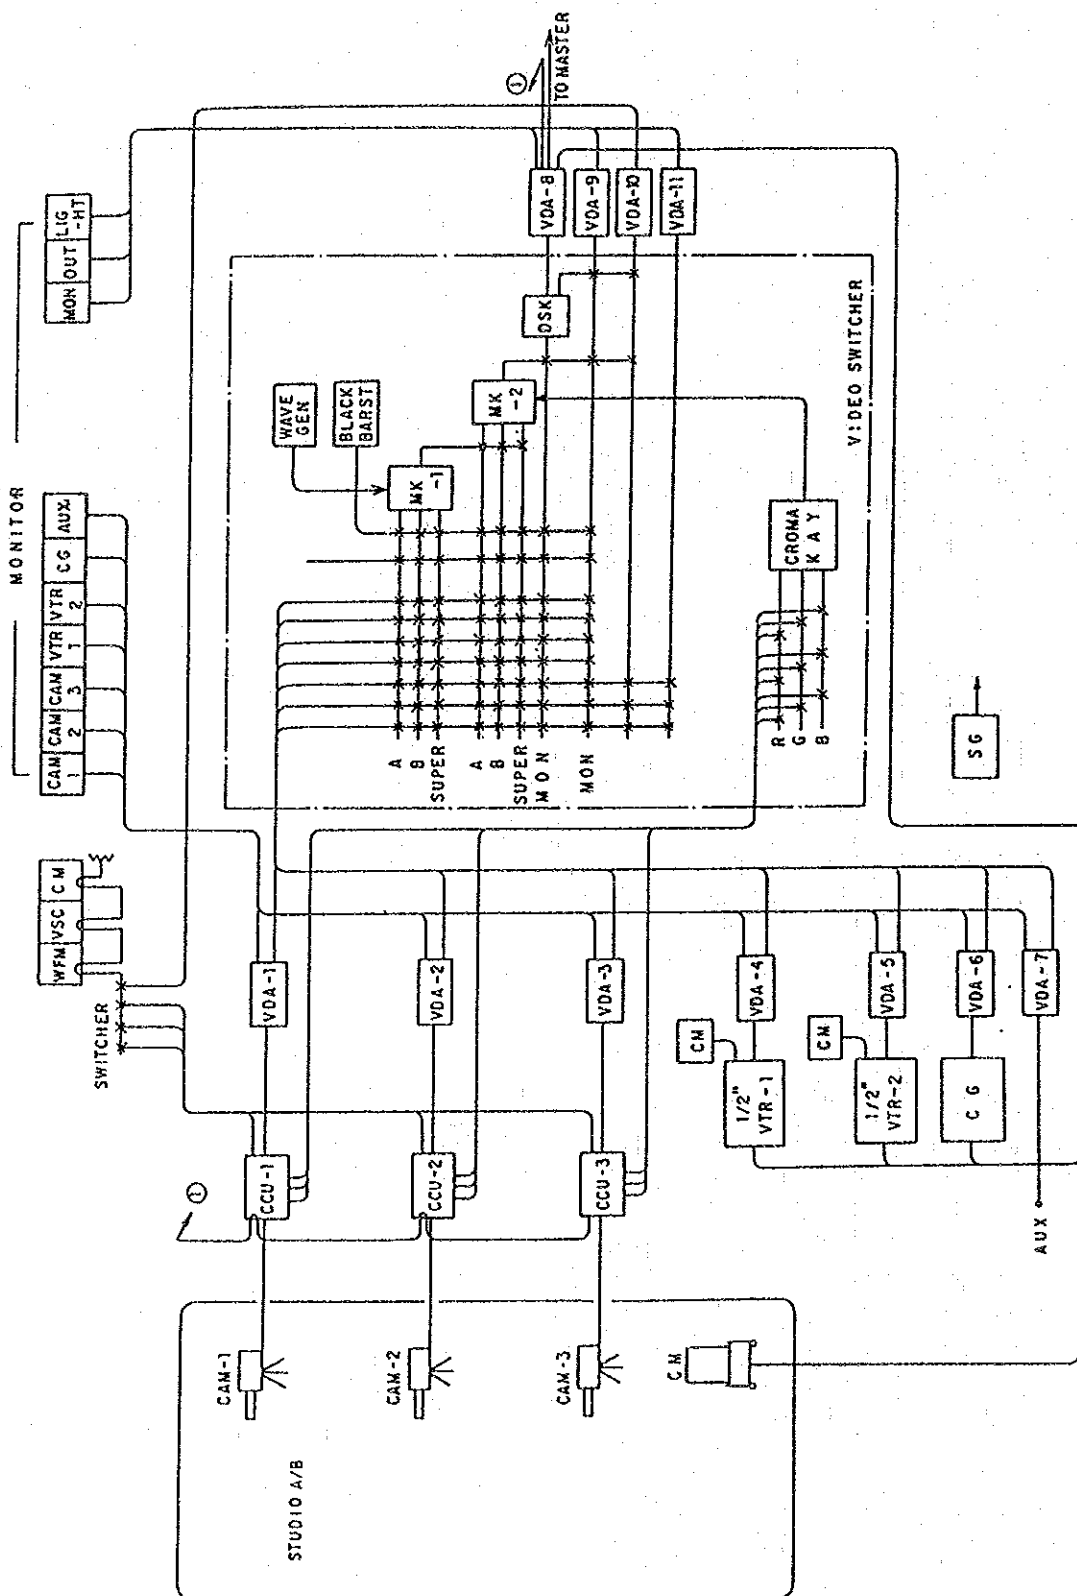 MONITOR
CAM 1
CAM 2
CAM 3
VTR 1
VTR 2
CG
AUX
MON
OUT
LIG
-HT
WFM
VSC
CM
SWITCHER
STUDIO A/B
CAM-1
CAM-2
CAM-3
CM
①
CCU-1
CCU-2
CCU-3
VDA-1
VDA-2
VDA-3
CM
1/2"
VTR-1
VDA-4
CM
1/2"
VTR-2
VDA-5
CG
VDA-6
AUX
VDA-7
WAVE
GEN
BLACK
BARST
MK
-1
MK
-2
DSK
A
B
SUPER
A
B
SUPER
MON
MON
R
G
B
CROMA
KAY
VIDEO SWITCHER
VDA-8
VDA-9
VDA-10
VDA-11
①
TO MASTER
SG